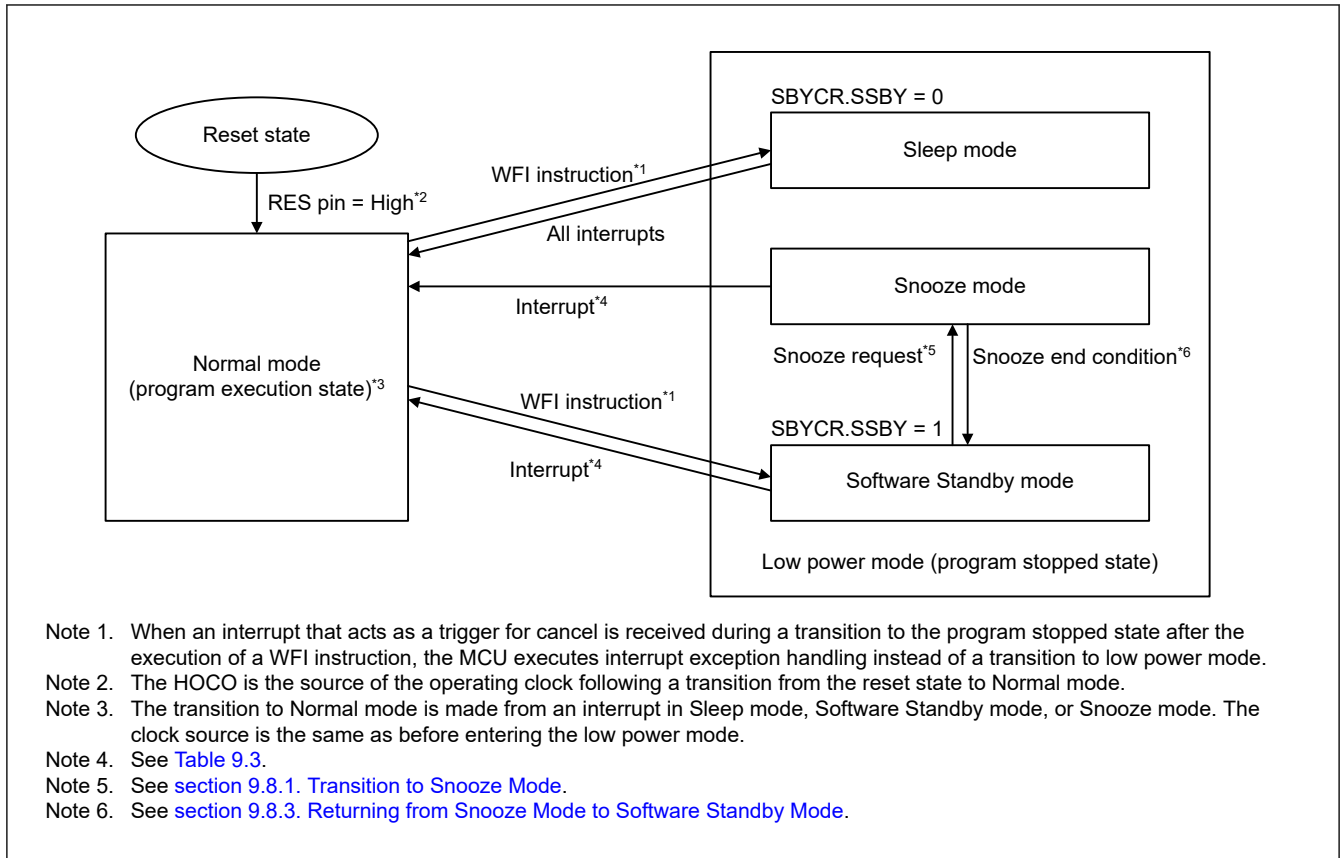 SBYCR.SSBY = 0
Reset state
Sleep mode
WFI instruction*1
RES pin = High*2
All interrupts
Snooze mode
Interrupt*4
Normal mode
(program execution state)*3
Snooze request*5
Snooze end condition*6
WFI instruction*1
SBYCR.SSBY = 1
Interrupt*4
Software Standby mode
Low power mode (program stopped state)
Note 1. When an interrupt that acts as a trigger for cancel is received during a transition to the program stopped state after the
execution of a WFI instruction, the MCU executes interrupt exception handling instead of a transition to low power mode.
Note 2. The HOCO is the source of the operating clock following a transition from the reset state to Normal mode.
Note 3. The transition to Normal mode is made from an interrupt in Sleep mode, Software Standby mode, or Snooze mode. The
clock source is the same as before entering the low power mode.
Note 4. See Table 9.3.
Note 5. See section 9.8.1. Transition to Snooze Mode.
Note 6. See section 9.8.3. Returning from Snooze Mode to Software Standby Mode.